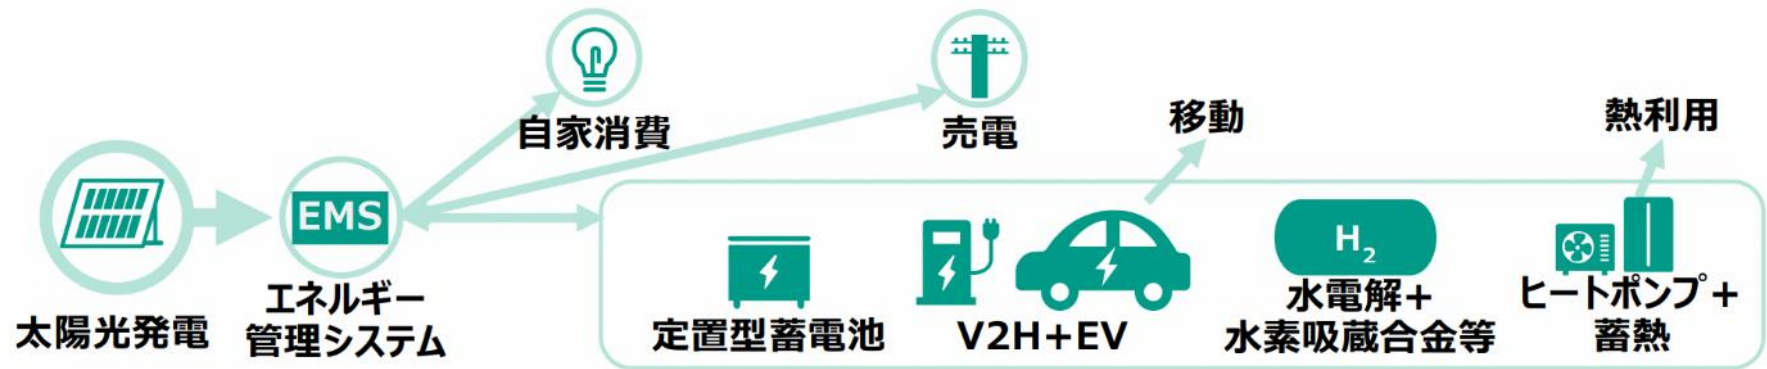 太陽光発電
EMS
エネルギー
管理システム
自家消費
売電
定置型蓄電池
移動
V2H+EV
H₂
水電解+
水素吸蔵合金等
熱利用
ヒートポンプ+
蓄熱